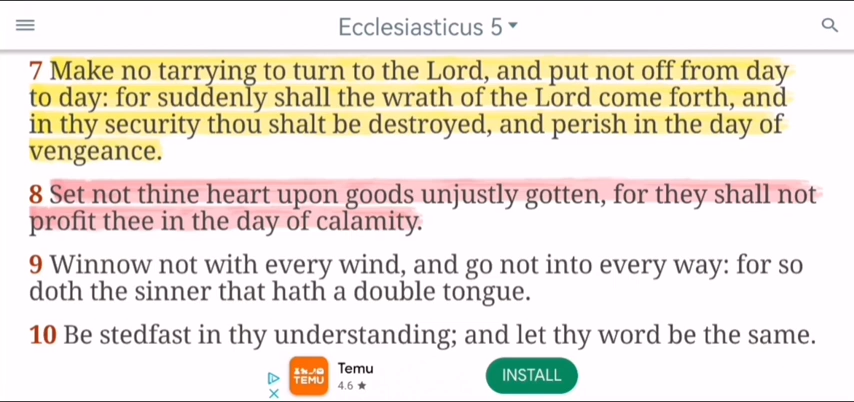 Ecclesiasticus 5
7 Make no tarrying to turn to the Lord, and put not off from day
to day: for suddenly shall the wrath of the Lord come forth, and
in thy security thou shalt be destroyed, and perish in the day of
vengeance.
8 Set not thine heart upon goods unjustly gotten, for they shall not
profit thee in the day of calamity.
9 Winnow not with every wind, and go not into every way: for so
doth the sinner that hath a double tongue.
10 Be stedfast in thy understanding; and let thy word be the same.
TEMU
Temu
4.6 ★
INSTALL